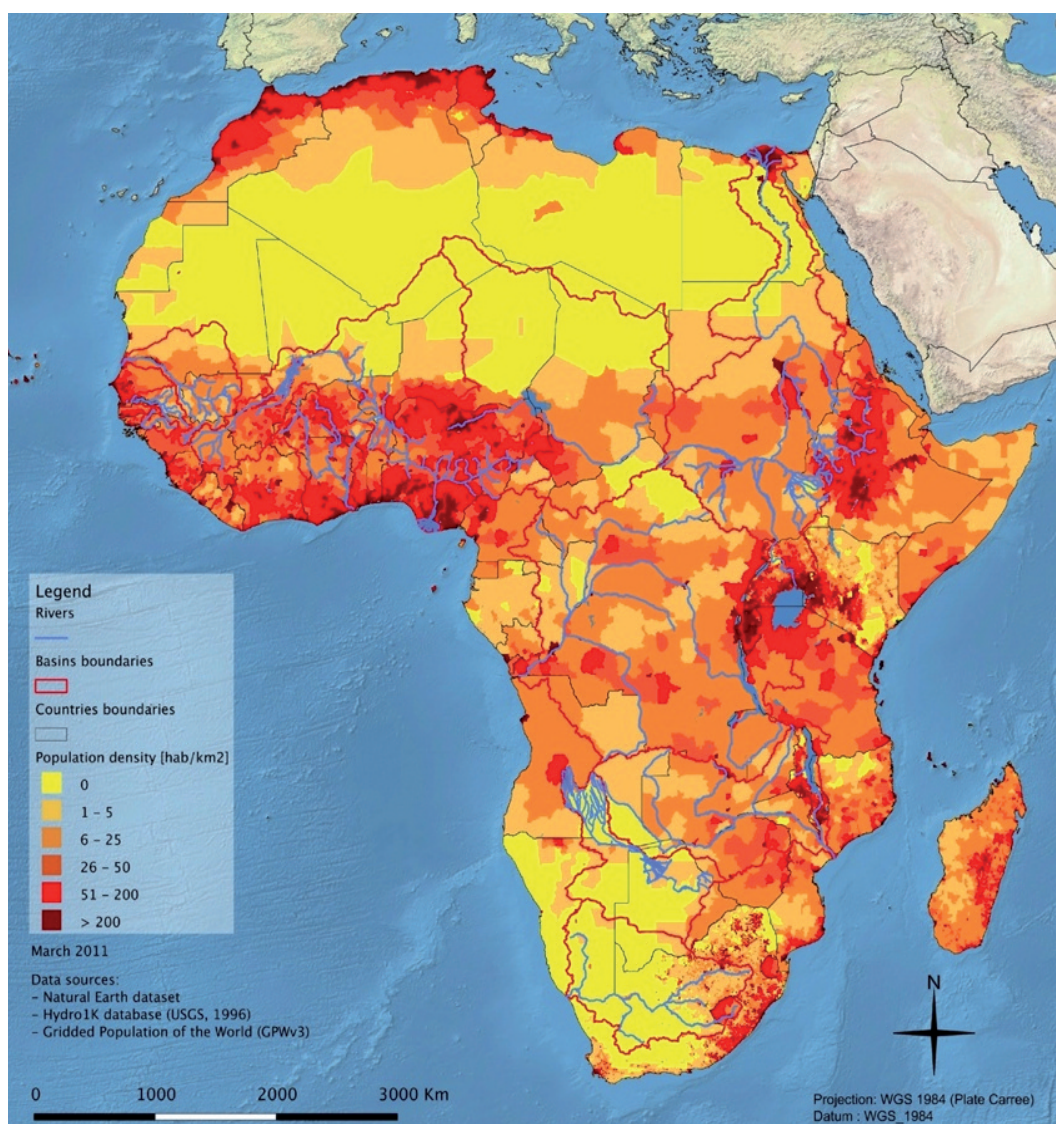 Legend
Rivers
Basins boundaries
Countries boundaries
Population density [hab/km2]
0
1 - 5
6 - 25
26 - 50
51 - 200
> 200
March 2011
Data sources:
- Natural Earth dataset
- Hydro1K database (USGS, 1996)
- Gridded Population of the World (GPWv3)
N
0 1000 2000 3000 Km
Projection: WGS 1984 (Plate Carree)
Datum : WGS_1984